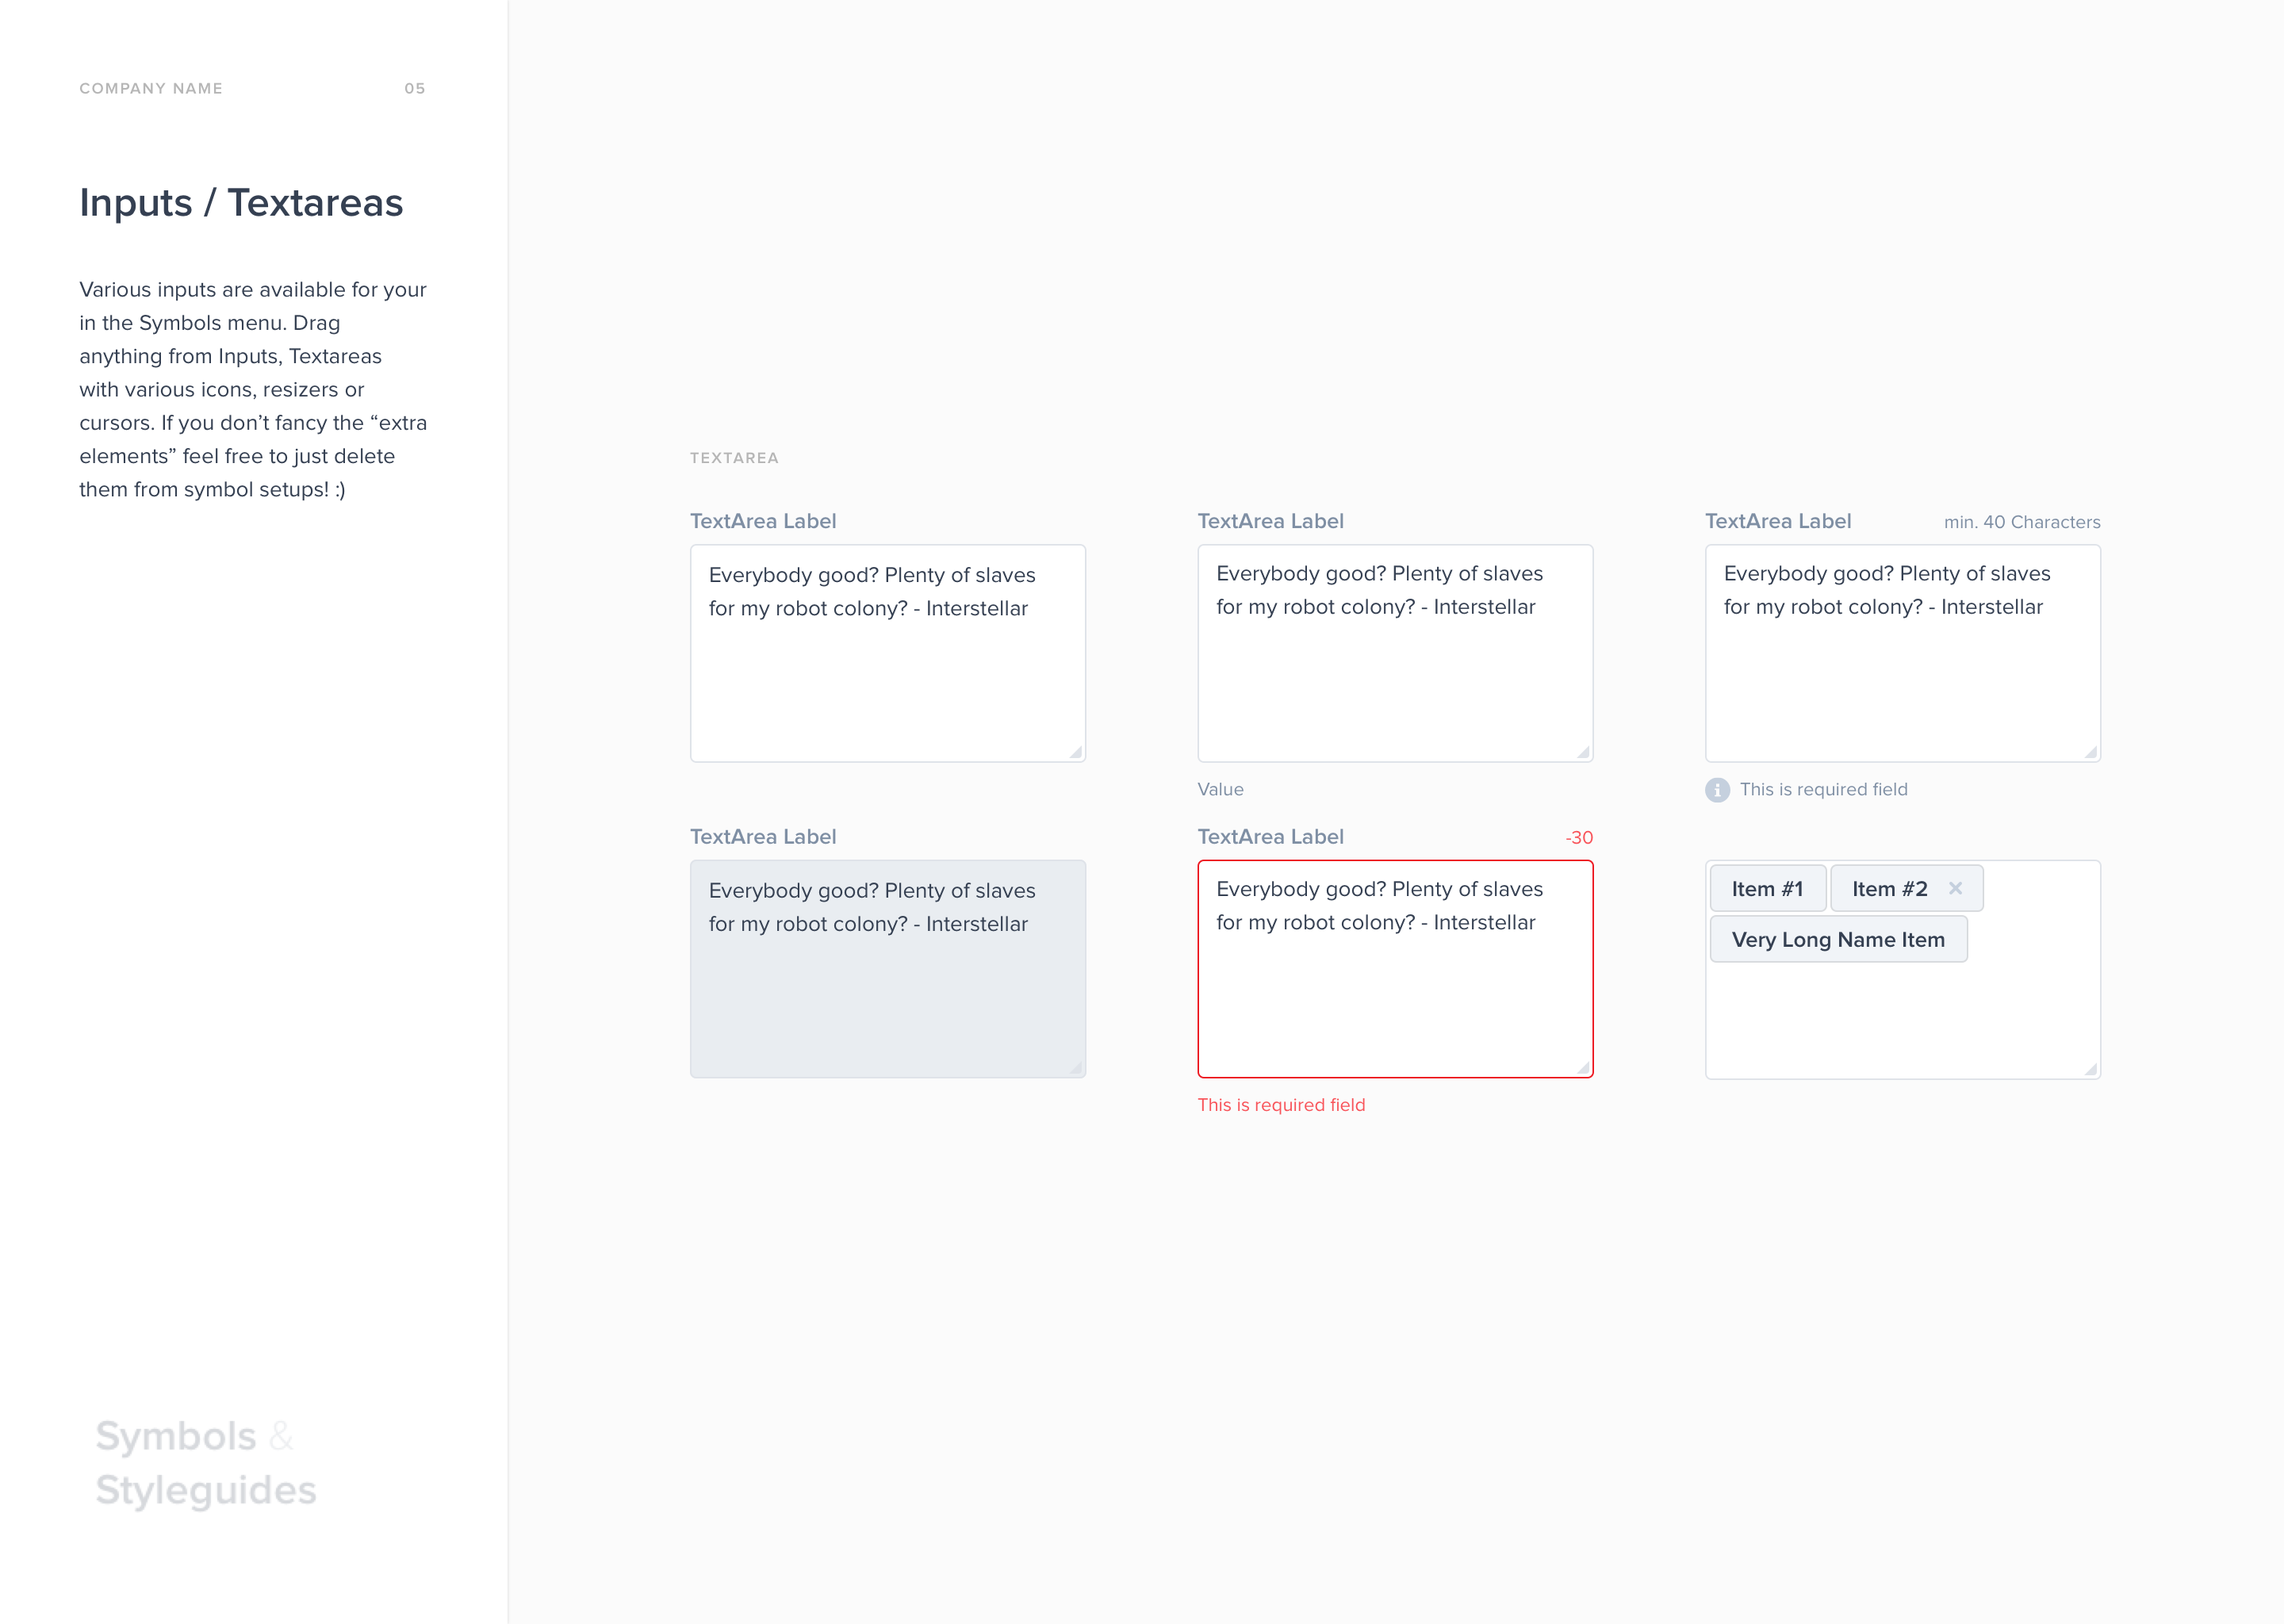 COMPANY NAME 05
Inputs / Textareas
Various inputs are available for your
in the Symbols menu. Drag
anything from Inputs, Textareas
with various icons, resizers or
cursors. If you don’t fancy the “extra
elements” feel free to just delete
them from symbol setups! :)
Symbols &
Styleguides
TEXTAREA
TextArea Label
Everybody good? Plenty of slaves
for my robot colony? - Interstellar
TextArea Label
Everybody good? Plenty of slaves
for my robot colony? - Interstellar
Value
TextArea Label min. 40 Characters
Everybody good? Plenty of slaves
for my robot colony? - Interstellar
This is required field
TextArea Label
Everybody good? Plenty of slaves
for my robot colony? - Interstellar
TextArea Label -30
Everybody good? Plenty of slaves
for my robot colony? - Interstellar
This is required field
Item #1 Item #2
Very Long Name Item